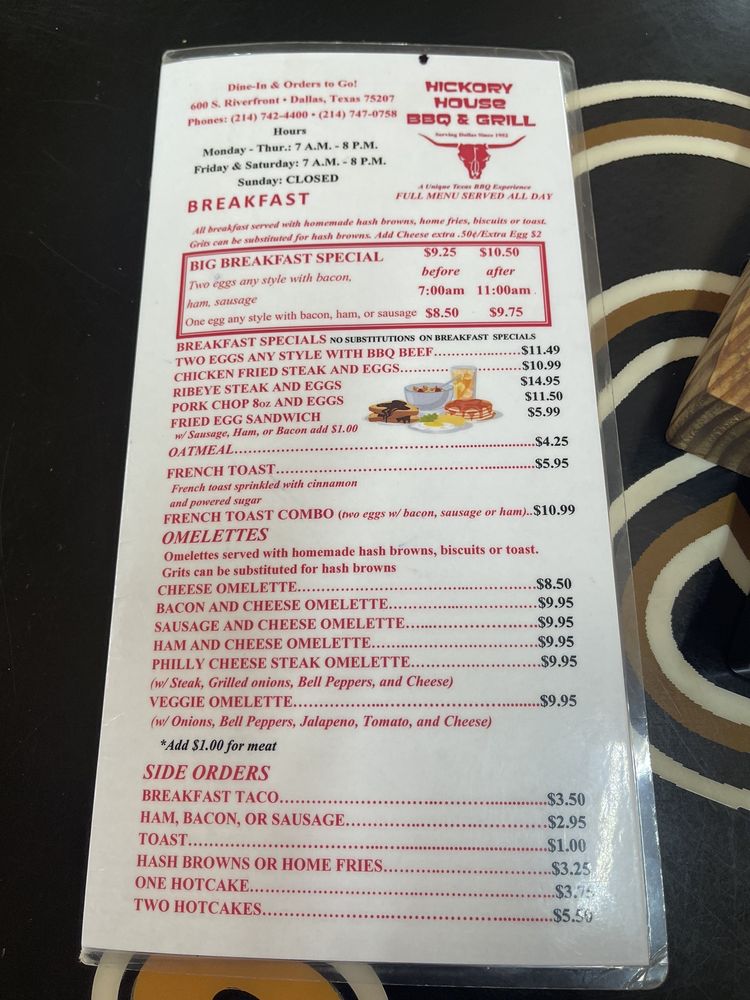 Dine-In & Orders to Go!
600 S. Riverfront • Dallas, Texas 75207
Phones: (214) 742-4400 • (214) 747-0758
Hours
Monday - Thur.: 7 A.M. - 8 P.M.
Friday & Saturday: 7 A.M. - 8 P.M.
Sunday: CLOSED
HICKORY
HOUSE
BBQ & GRILL
Serving Dallas Since 1952
A Unique Texas BBQ Experience
FULL MENU SERVED ALL DAY
BREAKFAST
All breakfast served with homemade hash browns, home fries, biscuits or toast.
Grits can be substituted for hash browns. Add Cheese extra .50¢/Extra Egg $2
BIG BREAKFAST SPECIAL $9.25 $10.50
Two eggs any style with bacon, before after
ham, sausage 7:00am 11:00am
One egg any style with bacon, ham, or sausage $8.50 $9.75
BREAKFAST SPECIALS NO SUBSTITUTIONS ON BREAKFAST SPECIALS
TWO EGGS ANY STYLE WITH BBQ BEEF....................$11.49
CHICKEN FRIED STEAK AND EGGS............................$10.99
RIBEYE STEAK AND EGGS $14.95
PORK CHOP 8oz AND EGGS $11.50
FRIED EGG SANDWICH $5.99
w/ Sausage, Ham, or Bacon add $1.00
OATMEAL..............................................................$4.25
FRENCH TOAST......................................................$5.95
French toast sprinkled with cinnamon
and powered sugar
FRENCH TOAST COMBO (two eggs w/ bacon, sausage or ham)..$10.99
OMELETTES
Omelettes served with homemade hash browns, biscuits or toast.
Grits can be substituted for hash browns
CHEESE OMELETTE..................................................$8.50
BACON AND CHEESE OMELETTE................................$9.95
SAUSAGE AND CHEESE OMELETTE.............................$9.95
HAM AND CHEESE OMELETTE...................................$9.95
PHILLY CHEESE STEAK OMELETTE............................$9.95
(w/ Steak, Grilled onions, Bell Peppers, and Cheese)
VEGGIE OMELETTE..................................................$9.95
(w/ Onions, Bell Peppers, Jalapeno, Tomato, and Cheese)
*Add $1.00 for meat
SIDE ORDERS
BREAKFAST TACO.....................................................$3.50
HAM, BACON, OR SAUSAGE........................................$2.95
TOAST....................................................................$1.00
HASH BROWNS OR HOME FRIES..................................$3.25
ONE HOTCAKE..........................................................$3.75
TWO HOTCAKES........................................................$5.50